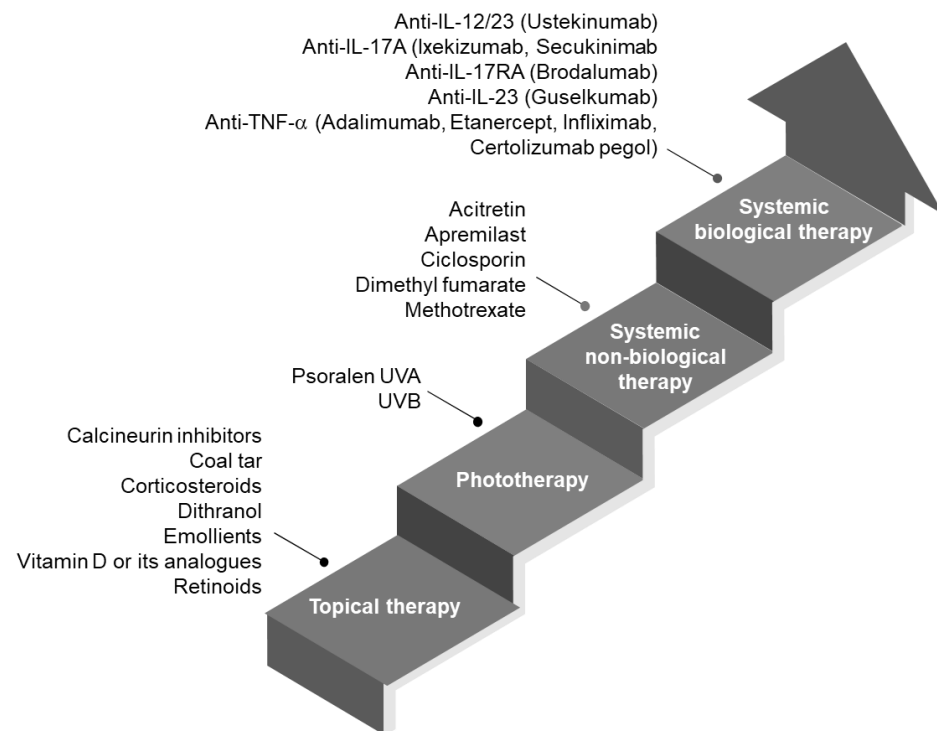 Anti-IL-12/23 (Ustekinumab)
Anti-IL-17A (Ixekizumab, Secukinimab
Anti-IL-17RA (Brodalumab)
Anti-IL-23 (Guselkumab)
Anti-TNF-α (Adalimumab, Etanercept, Infliximab,
Certolizumab pegol)
Systemic
biological therapy
Acitretin
Apremilast
Ciclosporin
Dimethyl fumarate
Methotrexate
Systemic
non-biological
therapy
Psoralen UVA
UVB
Phototherapy
Calcineurin inhibitors
Coal tar
Corticosteroids
Dithranol
Emollients
Vitamin D or its analogues
Retinoids
Topical therapy